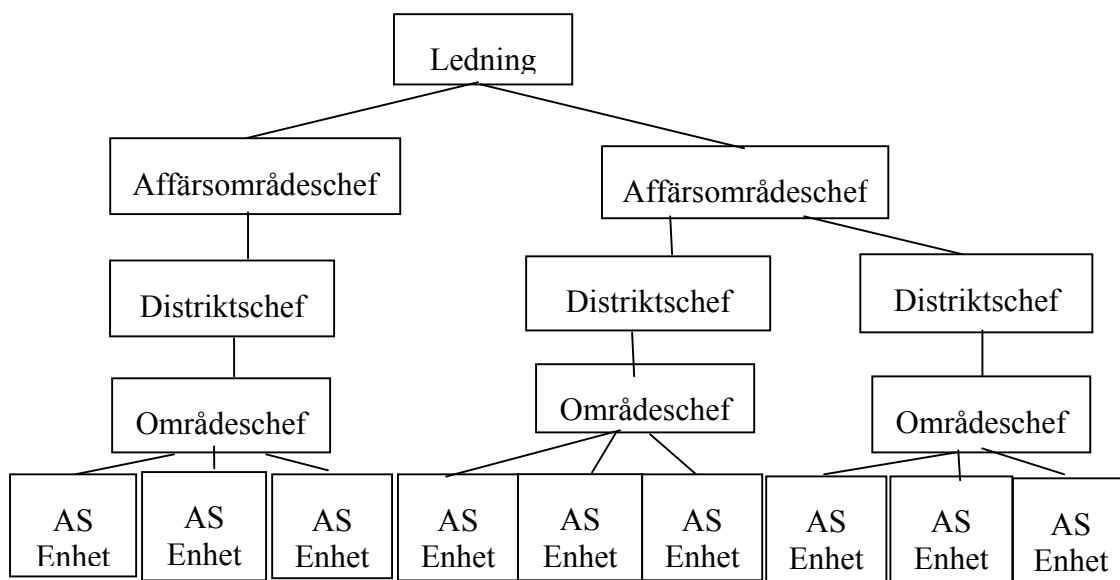 Ledning
Affärsområdeschef
Affärsområdeschef
Distriktschef
Distriktschef
Distriktschef
Områdeschef
Områdeschef
Områdeschef
AS
Enhet
AS
Enhet
AS
Enhet
AS
Enhet
AS
Enhet
AS
Enhet
AS
Enhet
AS
Enhet
AS
Enhet